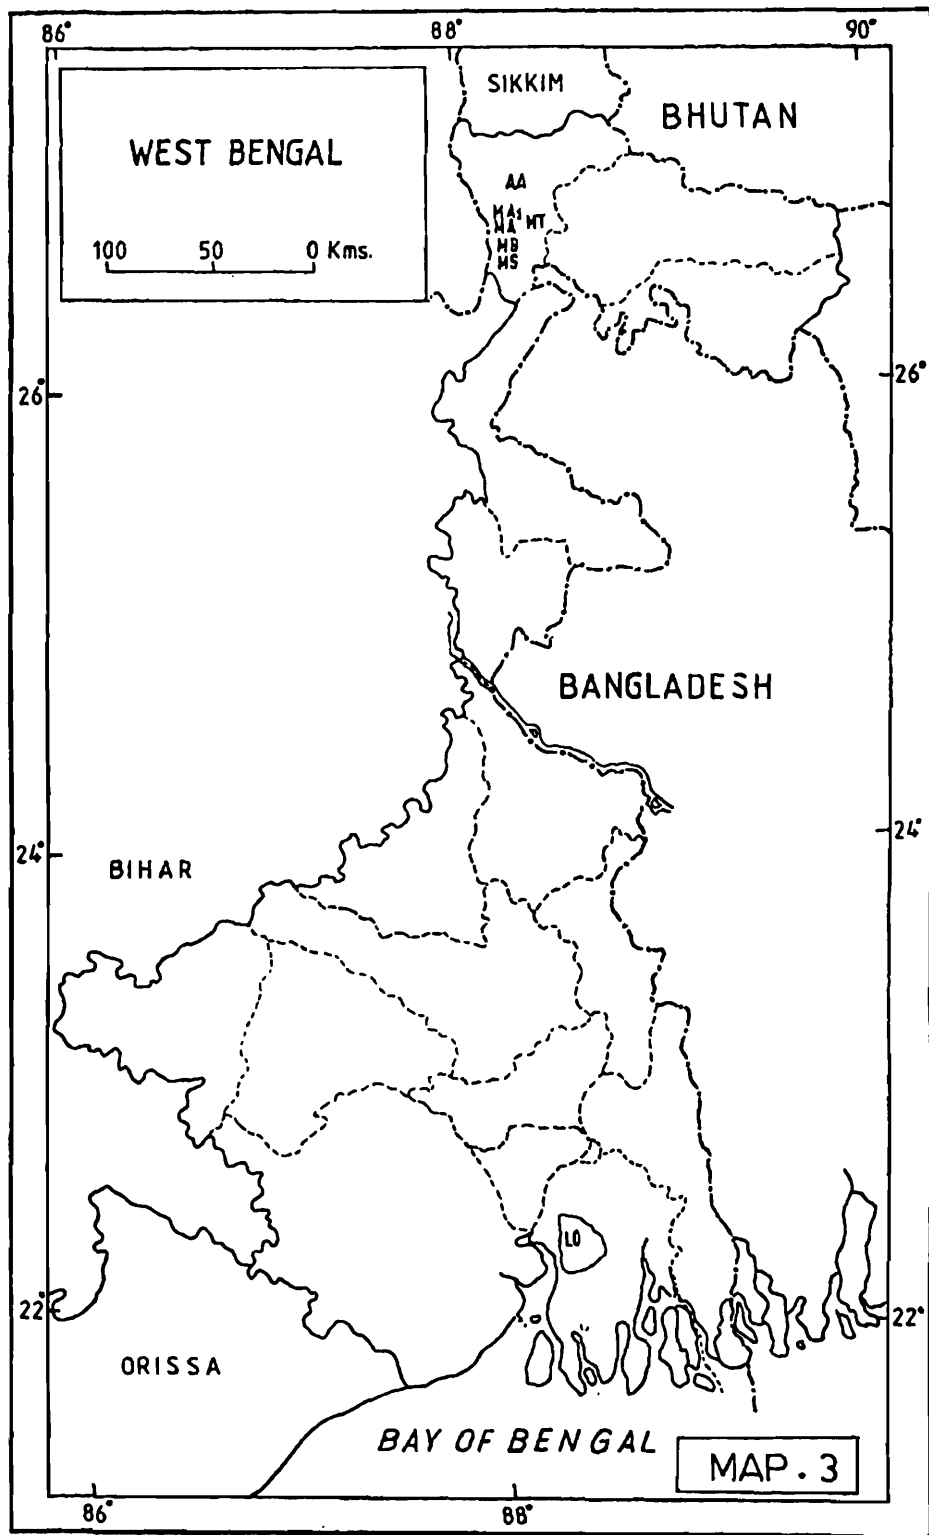 86° 88° 90°
SIKKIM
BHUTAN
WEST BENGAL
AA
MA₁ MT
MA
MB
MS
100 50 0 Kms.
26° 26°
BANGLADESH
24° 24°
BIHAR
LO
22° 22°
ORISSA
BAY OF BENGAL
MAP. 3
86° 88°